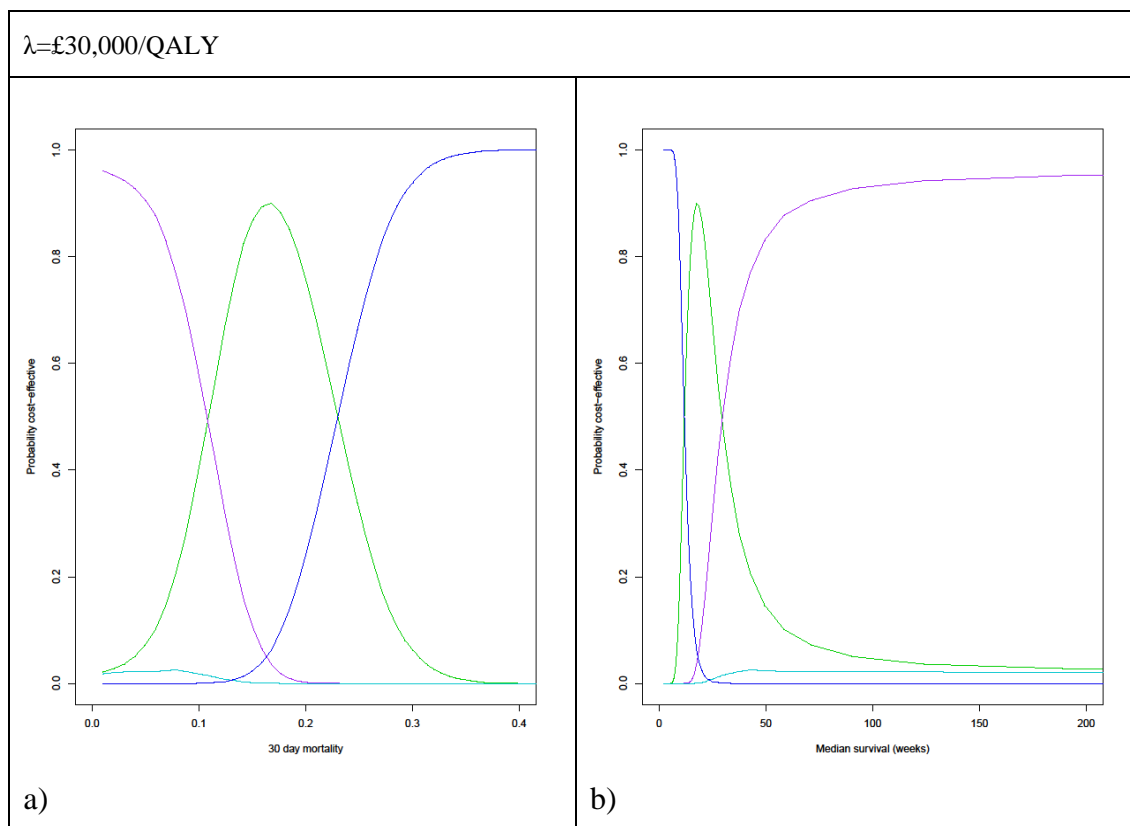 λ=£30,000/QALY
1.0
0.8
0.6
0.4
0.2
0.0
Probability cost-effective
0.0 0.1 0.2 0.3 0.4
30 day mortality
a)
1.0
0.8
0.6
0.4
0.2
0.0
Probability cost-effective
0 50 100 150 200
Median survival (weeks)
b)